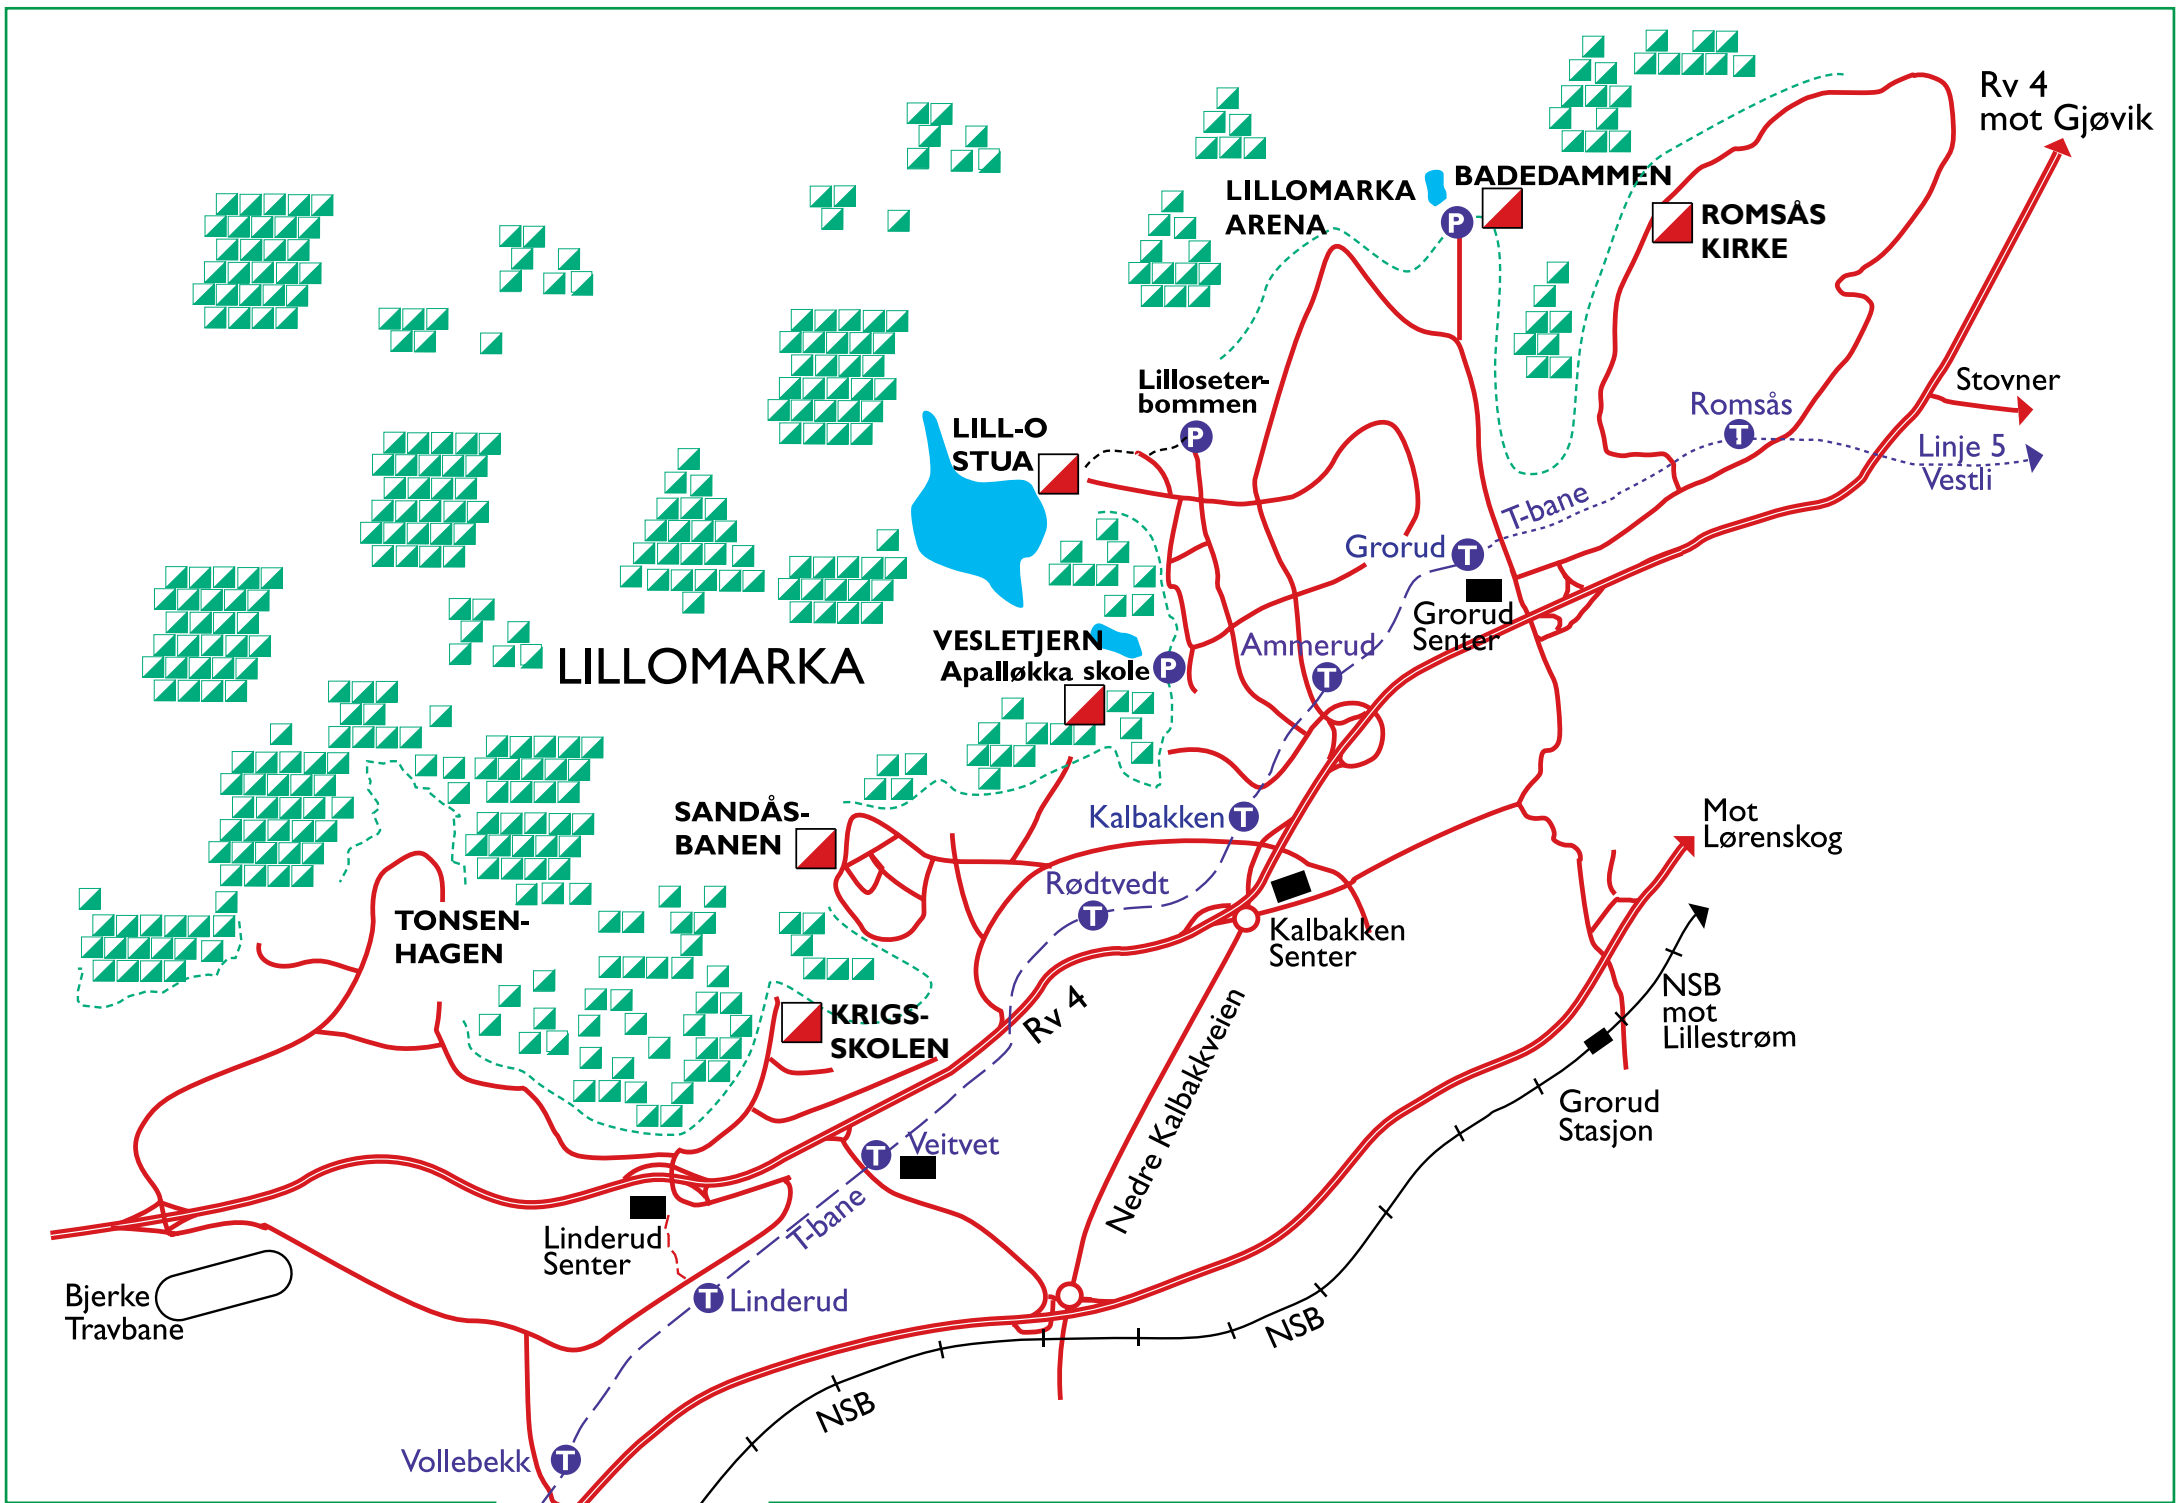 Rv 4
mot Gjøvik
BADEDAMMEN
LILLOMARKA
ARENA
P
ROMSÅS
KIRKE
Lilloseter-
bommen
P
Stovner
Romsås
T
Linje 5
Vestli
LILL-O
STUA
T-bane
Grorud
T
Grorud
Senter
VESLETJERN
Apalløkka skole
P
Ammerud
T
LILLOMARKA
SANDÅS-
BANEN
Kalbakken
T
Mot
Lørenskog
Rødtvedt
T
Kalbakken
Senter
TONSEN-
HAGEN
KRIGS-
SKOLEN
Rv 4
NSB
mot
Lillestrøm
Grorud
Stasjon
Nedre Kalbakkveien
Veitvet
T
T-bane
Linderud
Senter
Bjerke
Travbane
T
Linderud
NSB
NSB
Vollebekk
T